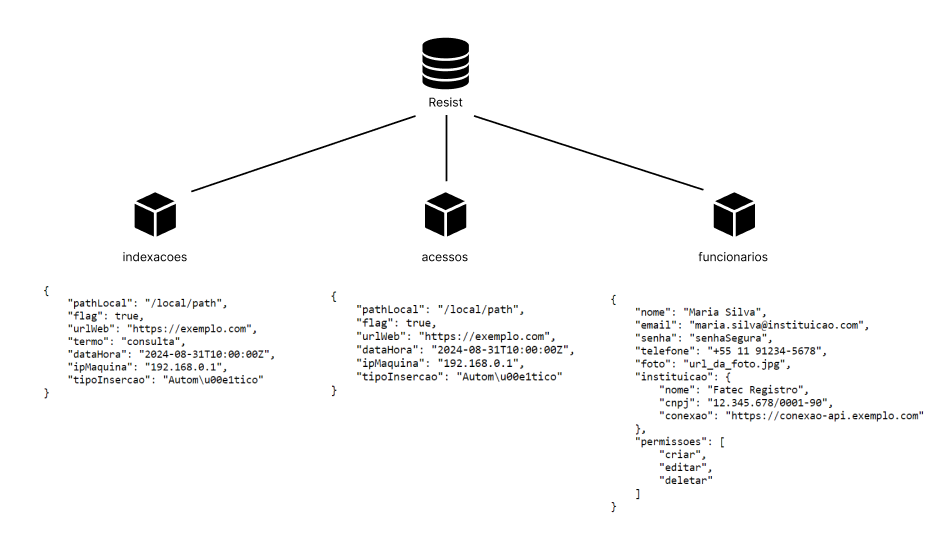 Resist
indexacoes
{
    "pathLocal": "/local/path",
    "flag": true,
    "urlWeb": "https://exemplo.com",
    "termo": "consulta",
    "dataHora": "2024-08-31T10:00:00Z",
    "ipMaquina": "192.168.0.1",
    "tipoInsercao": "Autom\u00e1tico"
}
acessos
{
    "pathLocal": "/local/path",
    "flag": true,
    "urlWeb": "https://exemplo.com",
    "dataHora": "2024-08-31T10:00:00Z",
    "ipMaquina": "192.168.0.1",
    "tipoInsercao": "Autom\u00e1tico"
}
funcionarios
{
    "nome": "Maria Silva",
    "email": "maria.silva@instituicao.com",
    "senha": "senhaSegura",
    "telefone": "+55 11 91234-5678",
    "foto": "url_da_foto.jpg",
    "instituicao": {
        "nome": "Fatec Registro",
        "cnpj": "12.345.678/0001-90",
        "conexao": "https://conexao-api.exemplo.com"
    },
    "permissoes": [
        "criar",
        "editar",
        "deletar"
    ]
}